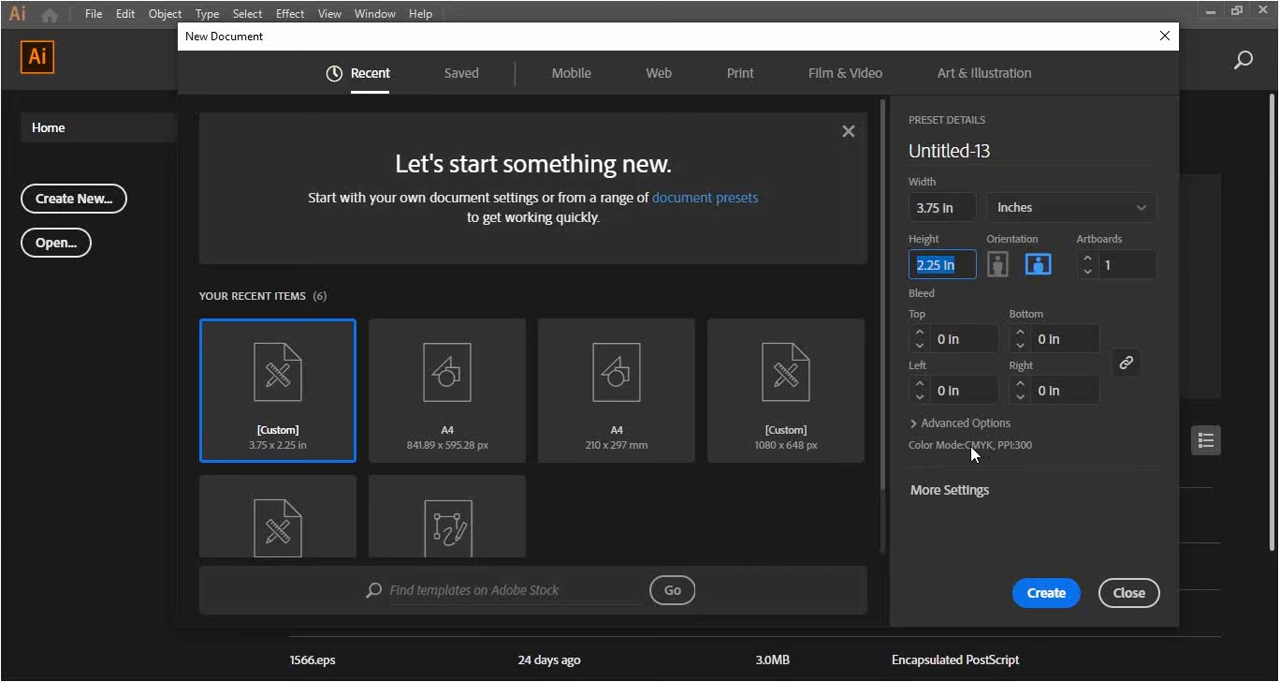 Ai File Edit Object Type Select Effect View Window Help
New Document
Ai
Recent Saved Mobile Web Print Film & Video Art & Illustration
Home
Create New...
Open...
Let's start something new.
Start with your own document settings or from a range of document presets
to get working quickly.
YOUR RECENT ITEMS (6)
[Custom]
3.75 x 2.25 in
A4
841.89 x 595.28 px
A4
210 x 297 mm
[Custom]
1080 x 648 px
Find templates on Adobe Stock Go
PRESET DETAILS
Untitled-13
Width
3.75 in Inches
Height Orientation Artboards
2.25 in 1
Bleed
Top Bottom
0 in 0 in
Left Right
0 in 0 in
Advanced Options
Color Mode:CMYK, PPI:300
More Settings
Create Close
1566.eps 24 days ago 3.0MB Encapsulated PostScript